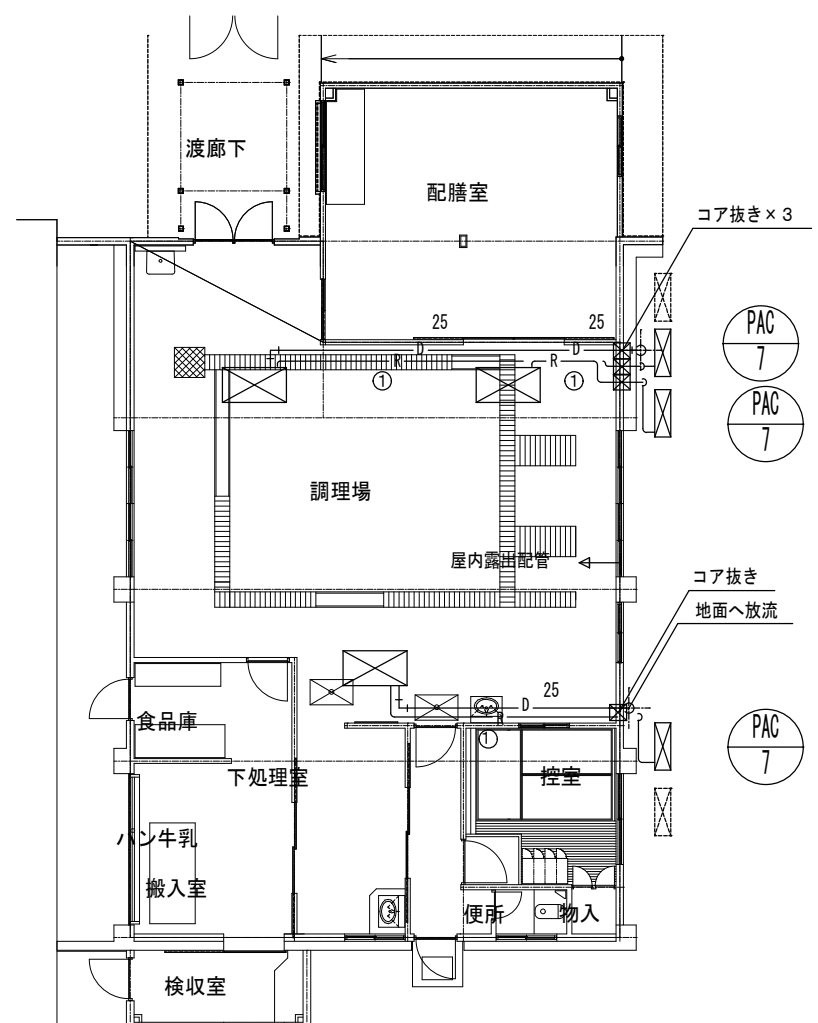 渡廊下
配膳室
コア抜き×3
25
25
PAC
7
D
D
R
R
①
①
PAC
7
調理場
屋内露出配管
コア抜き
地面へ放流
25
D
R
食品庫
①
PAC
7
下処理室
控室
パン牛乳
搬入室
便所
物入
検収室